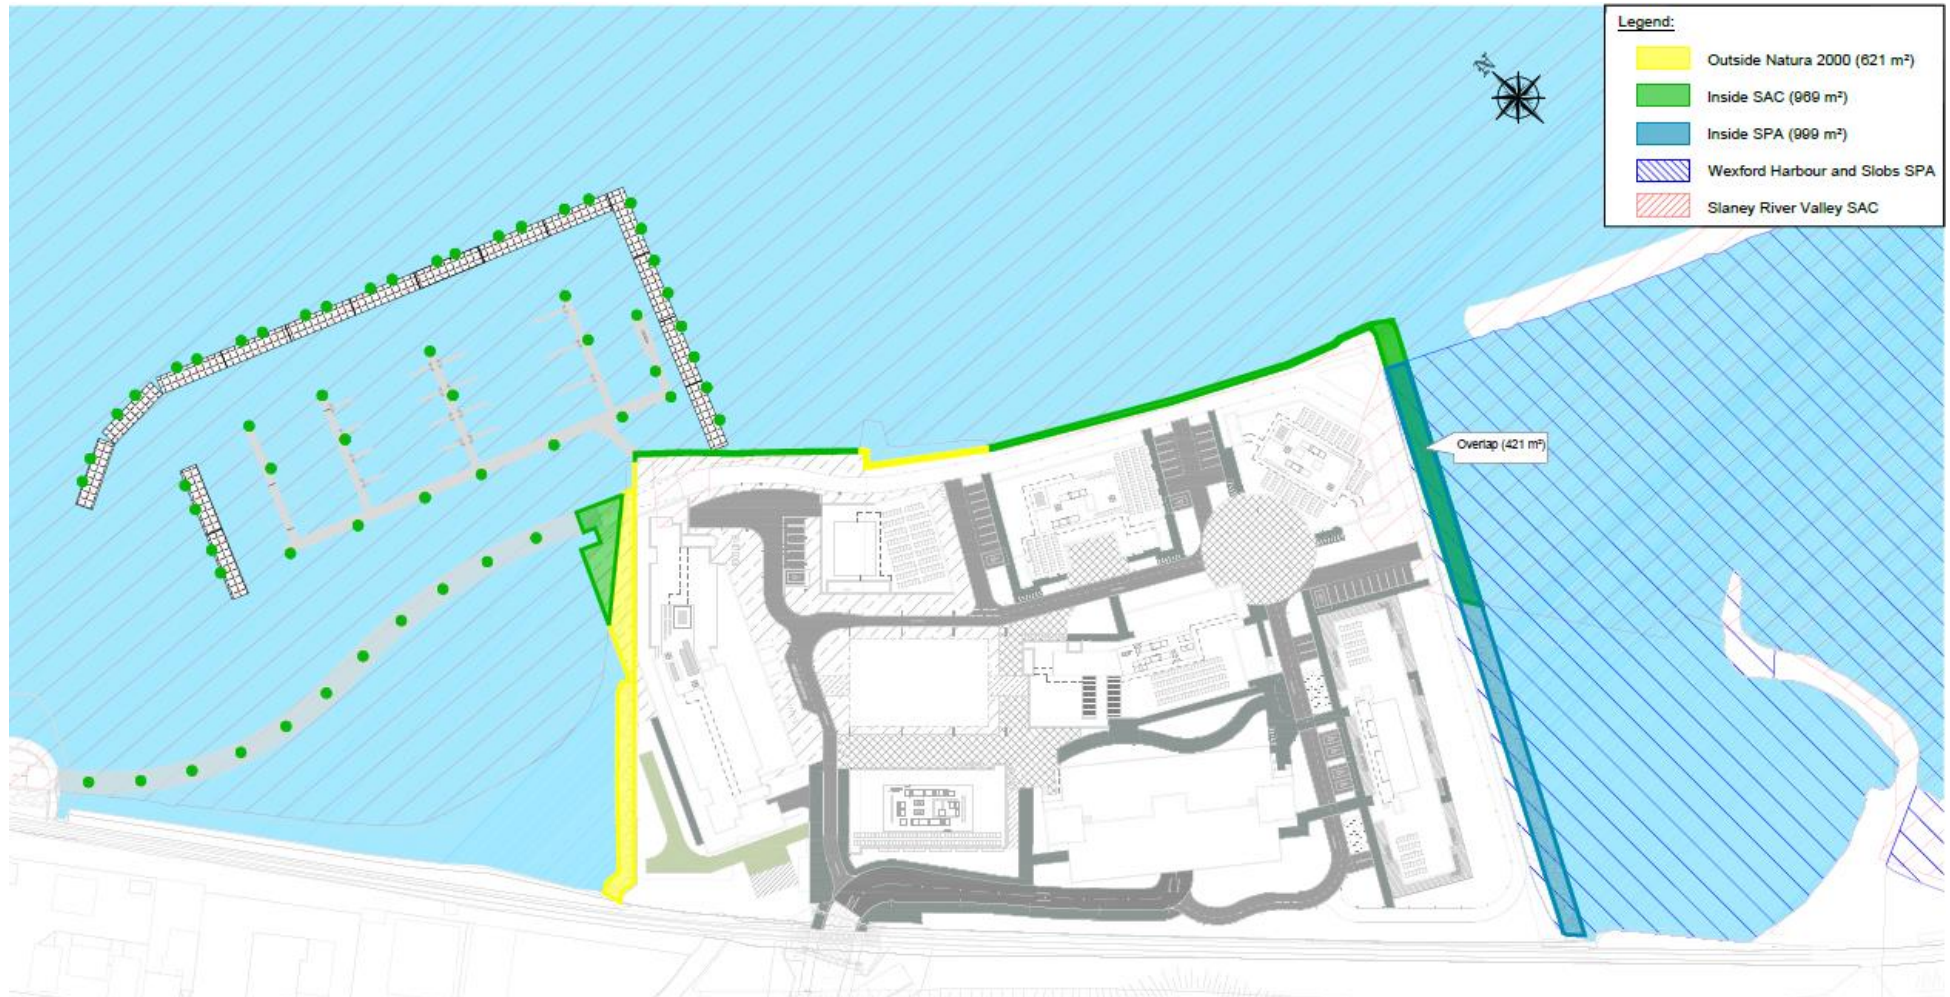 Legend:
Outside Natura 2000 (621 m²)
Inside SAC (969 m²)
Inside SPA (999 m²)
Wexford Harbour and Slobs SPA
Slaney River Valley SAC
N
Overlap (421 m²)